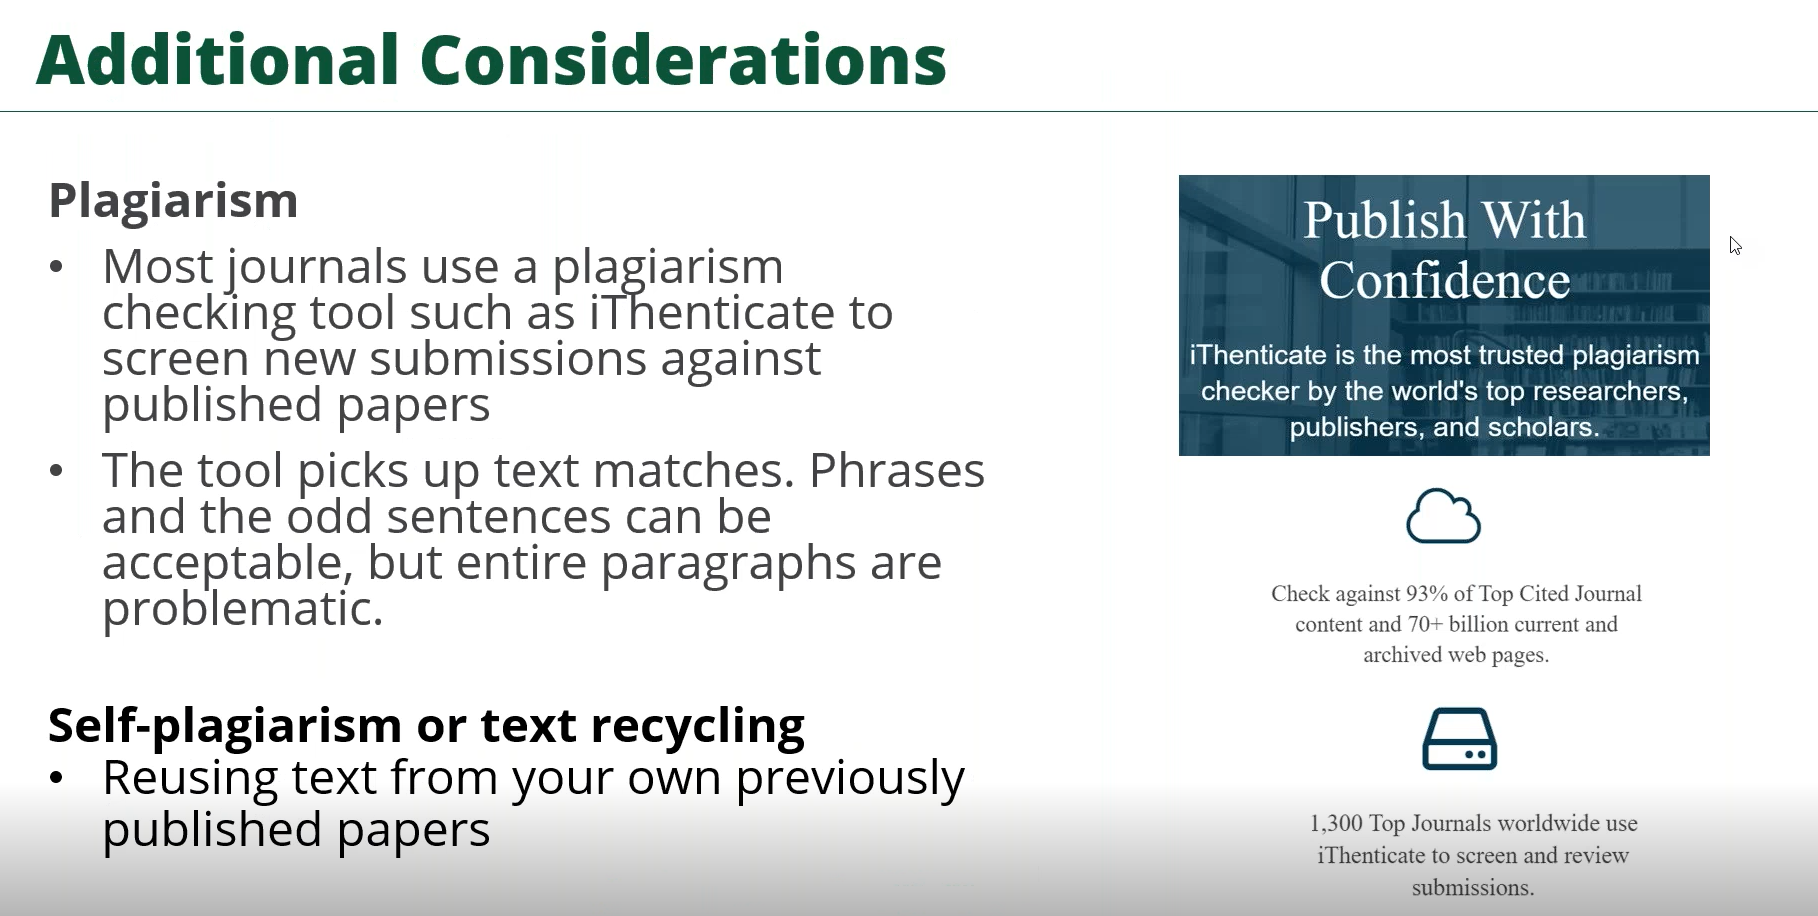 Additional Considerations
Plagiarism
• Most journals use a plagiarism
checking tool such as iThenticate to
screen new submissions against
published papers
• The tool picks up text matches. Phrases
and the odd sentences can be
acceptable, but entire paragraphs are
problematic.
Self-plagiarism or text recycling
• Reusing text from your own previously
published papers
Publish With
Confidence
iThenticate is the most trusted plagiarism
checker by the world's top researchers,
publishers, and scholars.
Check against 93% of Top Cited Journal
content and 70+ billion current and
archived web pages.
1,300 Top Journals worldwide use
iThenticate to screen and review
submissions.